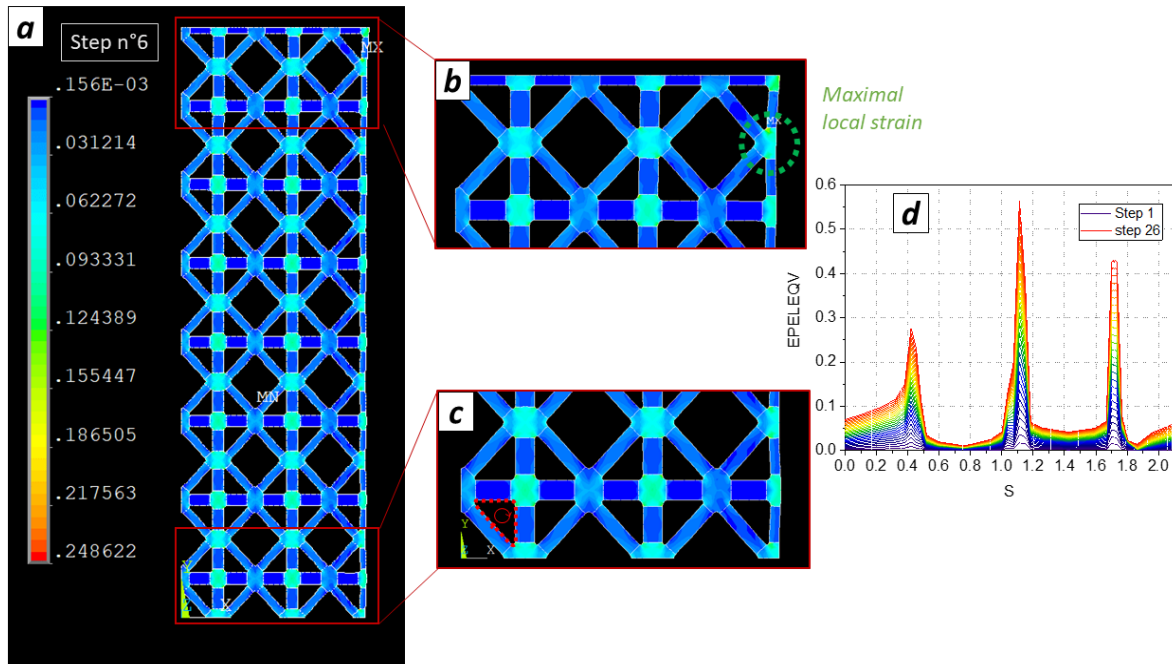 a
Step n°6
.156E-03
.031214
.062272
.093331
.124389
.155447
.186505
.217563
.248622
MX
MN
Y
Z
X
b
MX
Maximal
local strain
c
Y
Z
X
d
Step 1
step 26
EPELEQV
0.6
0.5
0.4
0.3
0.2
0.1
0.0
0.0 0.2 0.4 0.6 0.8 1.0 1.2 1.4 1.6 1.8 2.0
S